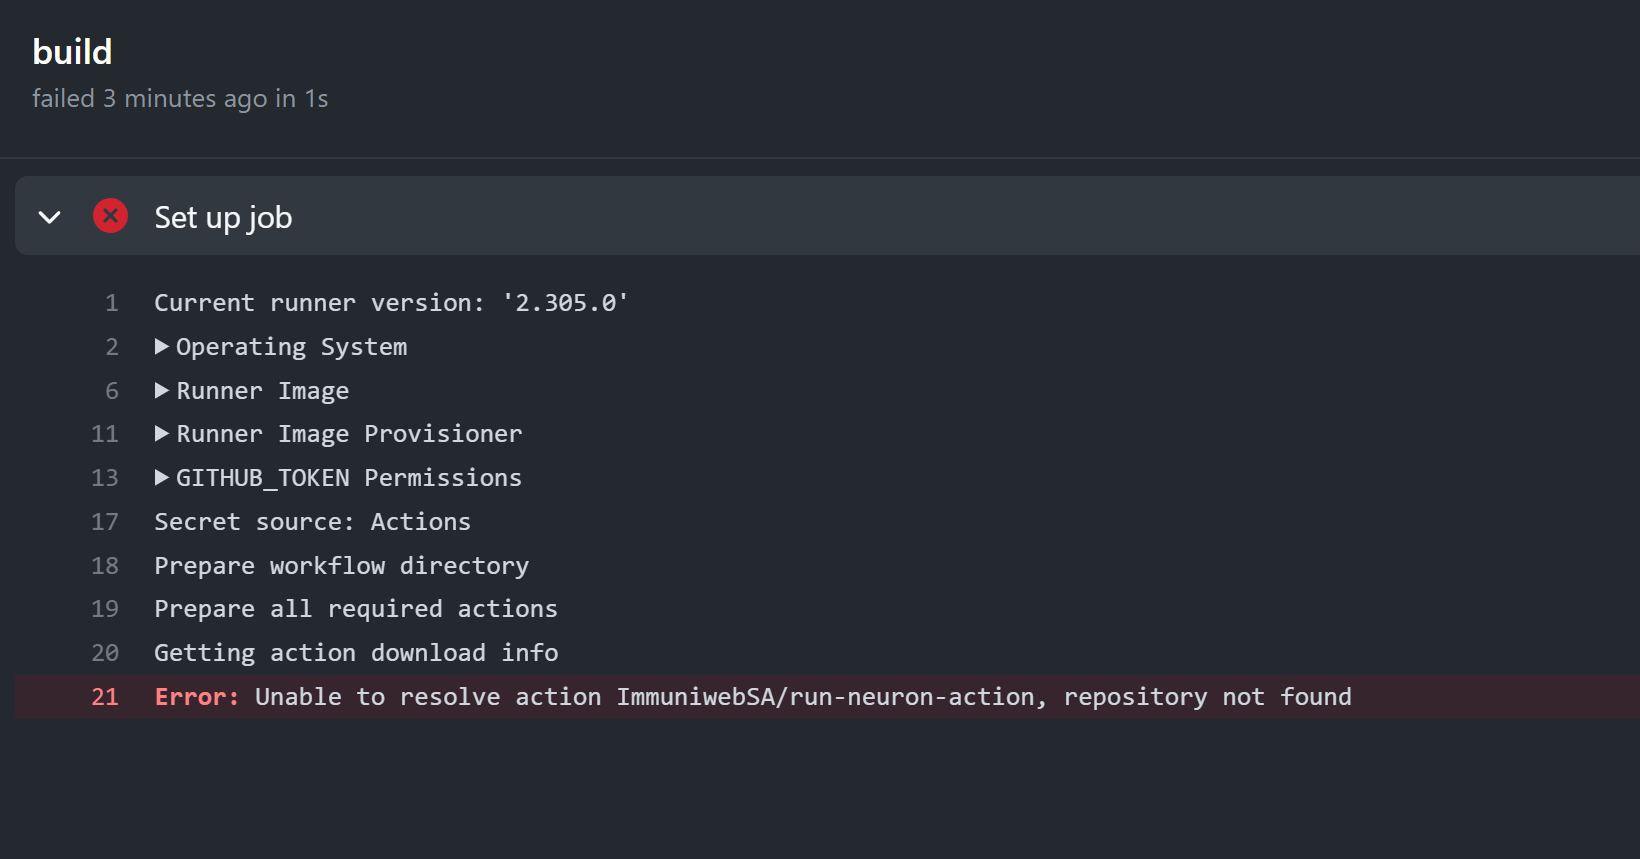 build
failed 3 minutes ago in 1s
Set up job
1 Current runner version: '2.305.0'
2 ▶ Operating System
6 ▶ Runner Image
11 ▶ Runner Image Provisioner
13 ▶ GITHUB_TOKEN Permissions
17 Secret source: Actions
18 Prepare workflow directory
19 Prepare all required actions
20 Getting action download info
21 Error: Unable to resolve action ImmuniwebSA/run-neuron-action, repository not found